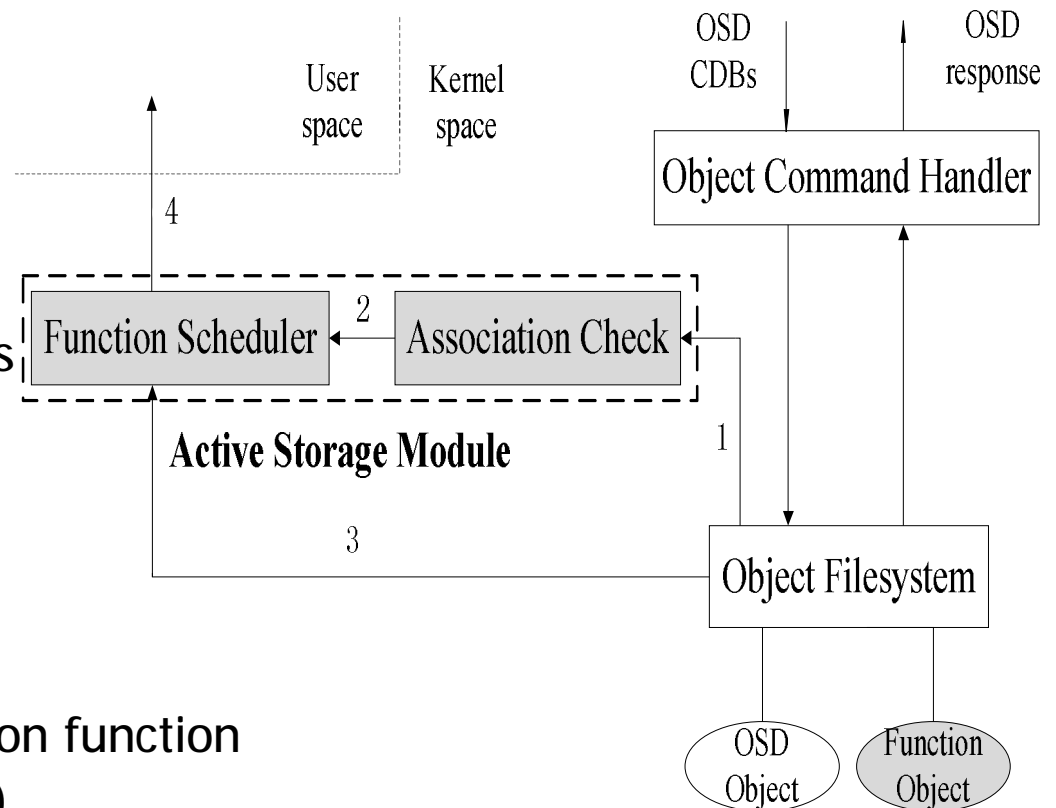 OSD
CDBs
OSD
response
User
space
Kernel
space
Object Command Handler
4
Function Scheduler
2
Association Check
s
1
Active Storage Module
3
Object Filesystem
on function
)
OSD
Object
Function
Object